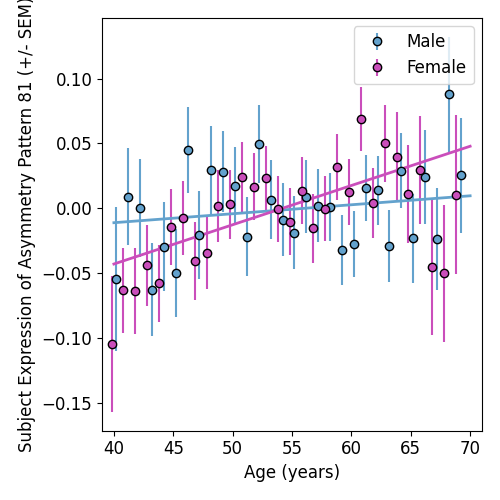 Male
Female
Subject Expression of Asymmetry Pattern 81 (+/- SEM)
0.10
0.05
0.00
−0.05
−0.10
−0.15
40 45 50 55 60 65 70
Age (years)